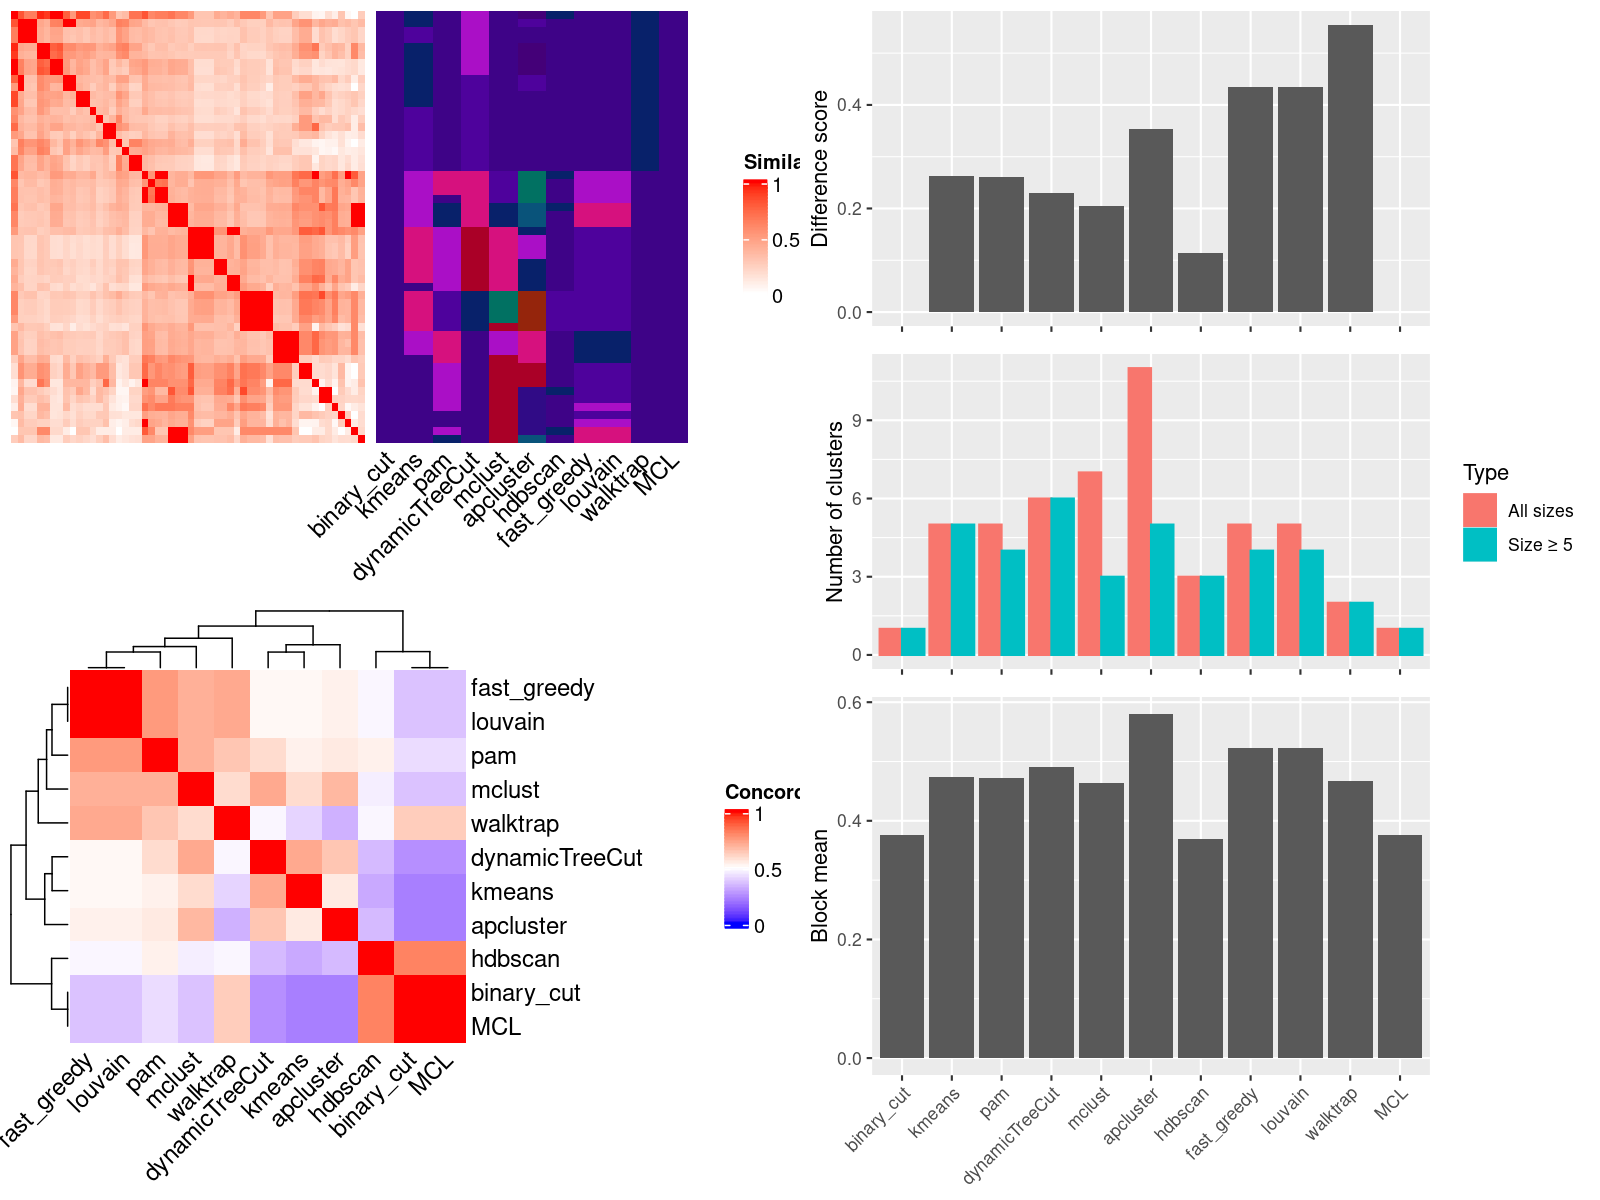 Simila
1
0.5
0
binary_cut
kmeans
pam
dynamicTreeCut
mclust
apcluster
hdbscan
fast_greedy
louvain
walktrap
MCL
Difference score
0.4
0.2
0.0
Number of clusters
9
6
3
0
Type
All sizes
Size ≥ 5
fast_greedy
louvain
pam
mclust
walktrap
dynamicTreeCut
kmeans
apcluster
hdbscan
binary_cut
MCL
fast_greedy
louvain
pam
mclust
walktrap
dynamicTreeCut
kmeans
apcluster
hdbscan
binary_cut
MCL
Concord
1
0.5
0
Block mean
0.6
0.4
0.2
0.0
binary_cut
kmeans
pam
dynamicTreeCut
mclust
apcluster
hdbscan
fast_greedy
louvain
walktrap
MCL